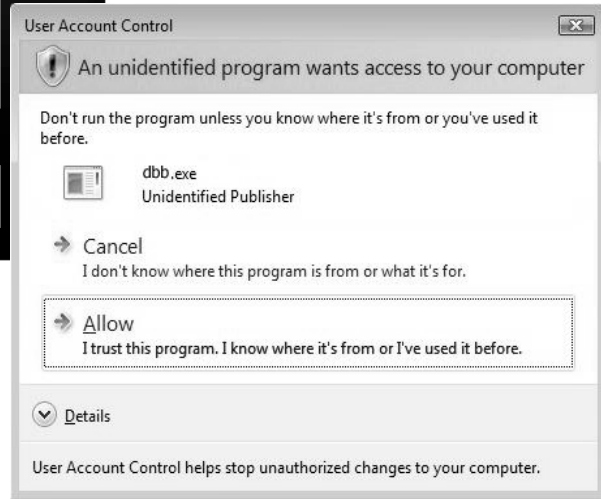 User Account Control
An unidentified program wants access to your computer
Don't run the program unless you know where it's from or you've used it
before.
dbb.exe
Unidentified Publisher
Cancel
I don't know where this program is from or what it's for.
Allow
I trust this program. I know where it's from or I've used it before.
Details
User Account Control helps stop unauthorized changes to your computer.